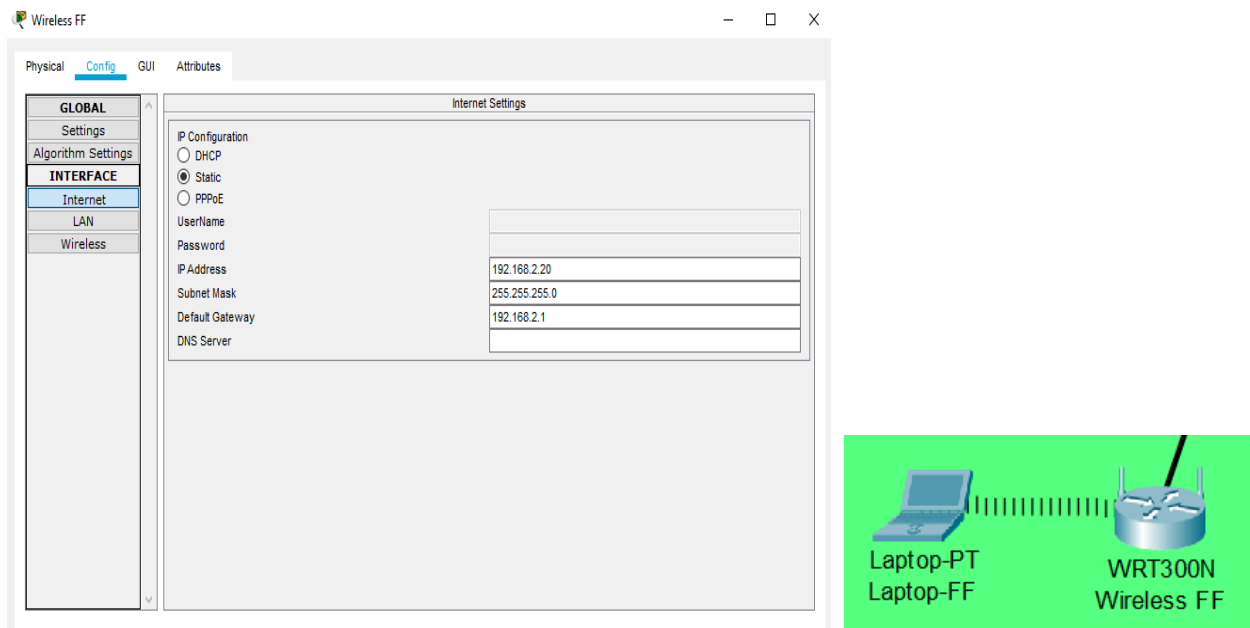 Wireless FF
Physical Config GUI Attributes
GLOBAL
Settings
Algorithm Settings
INTERFACE
Internet
LAN
Wireless
Internet Settings
IP Configuration
DHCP
Static
PPPoE
UserName
Password
IP Address 192.168.2.20
Subnet Mask 255.255.255.0
Default Gateway 192.168.2.1
DNS Server
Laptop-PT
Laptop-FF
WRT300N
Wireless FF